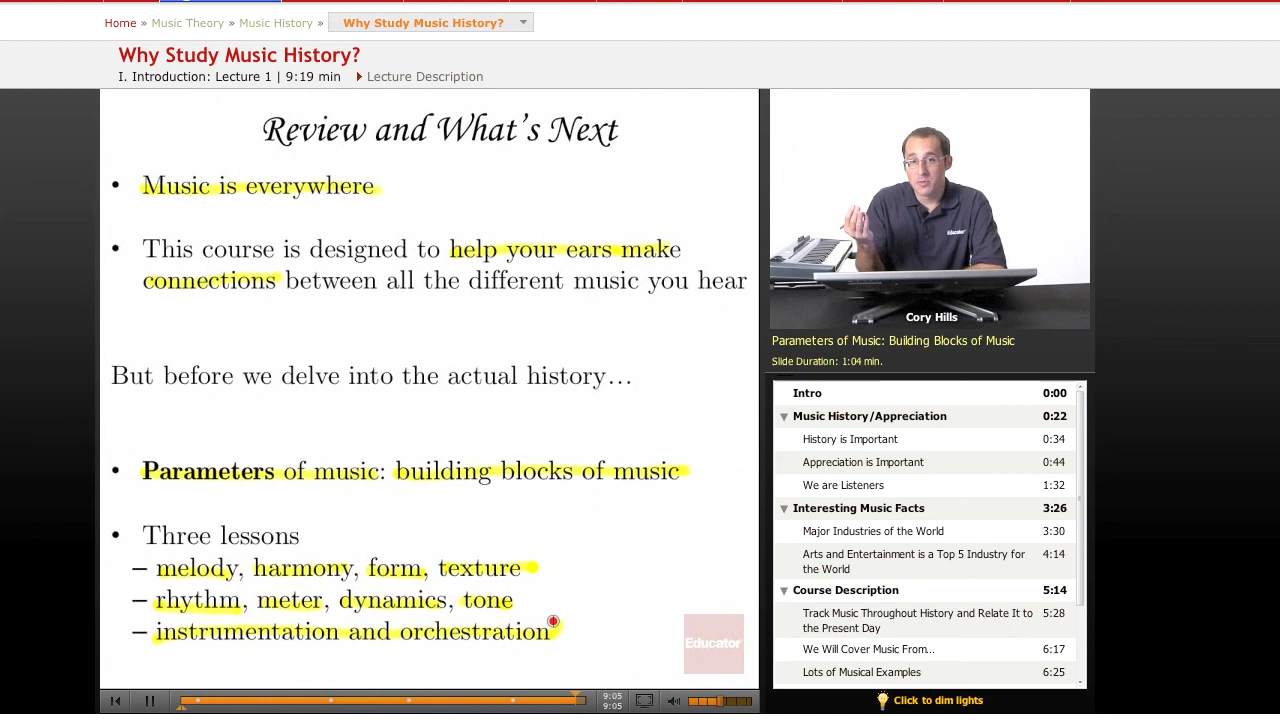 Home » Music Theory » Music History » Why Study Music History?
Why Study Music History?
I. Introduction: Lecture 1 | 9:19 min Lecture Description
Review and What's Next
• Music is everywhere
• This course is designed to help your ears make
connections between all the different music you hear
But before we delve into the actual history...
• Parameters of music: building blocks of music
• Three lessons
– melody, harmony, form, texture
– rhythm, meter, dynamics, tone
– instrumentation and orchestration
Educator
9:05
9:05
Educator
Cory Hills
Parameters of Music: Building Blocks of Music
Slide Duration: 1:04 min.
Intro 0:00
Music History/Appreciation 0:22
History is Important 0:34
Appreciation is Important 0:44
We are Listeners 1:32
Interesting Music Facts 3:26
Major Industries of the World 3:30
Arts and Entertainment is a Top 5 Industry for 4:14
the World
Course Description 5:14
Track Music Throughout History and Relate It to 5:28
the Present Day
We Will Cover Music From... 6:17
Lots of Musical Examples 6:25
Click to dim lights